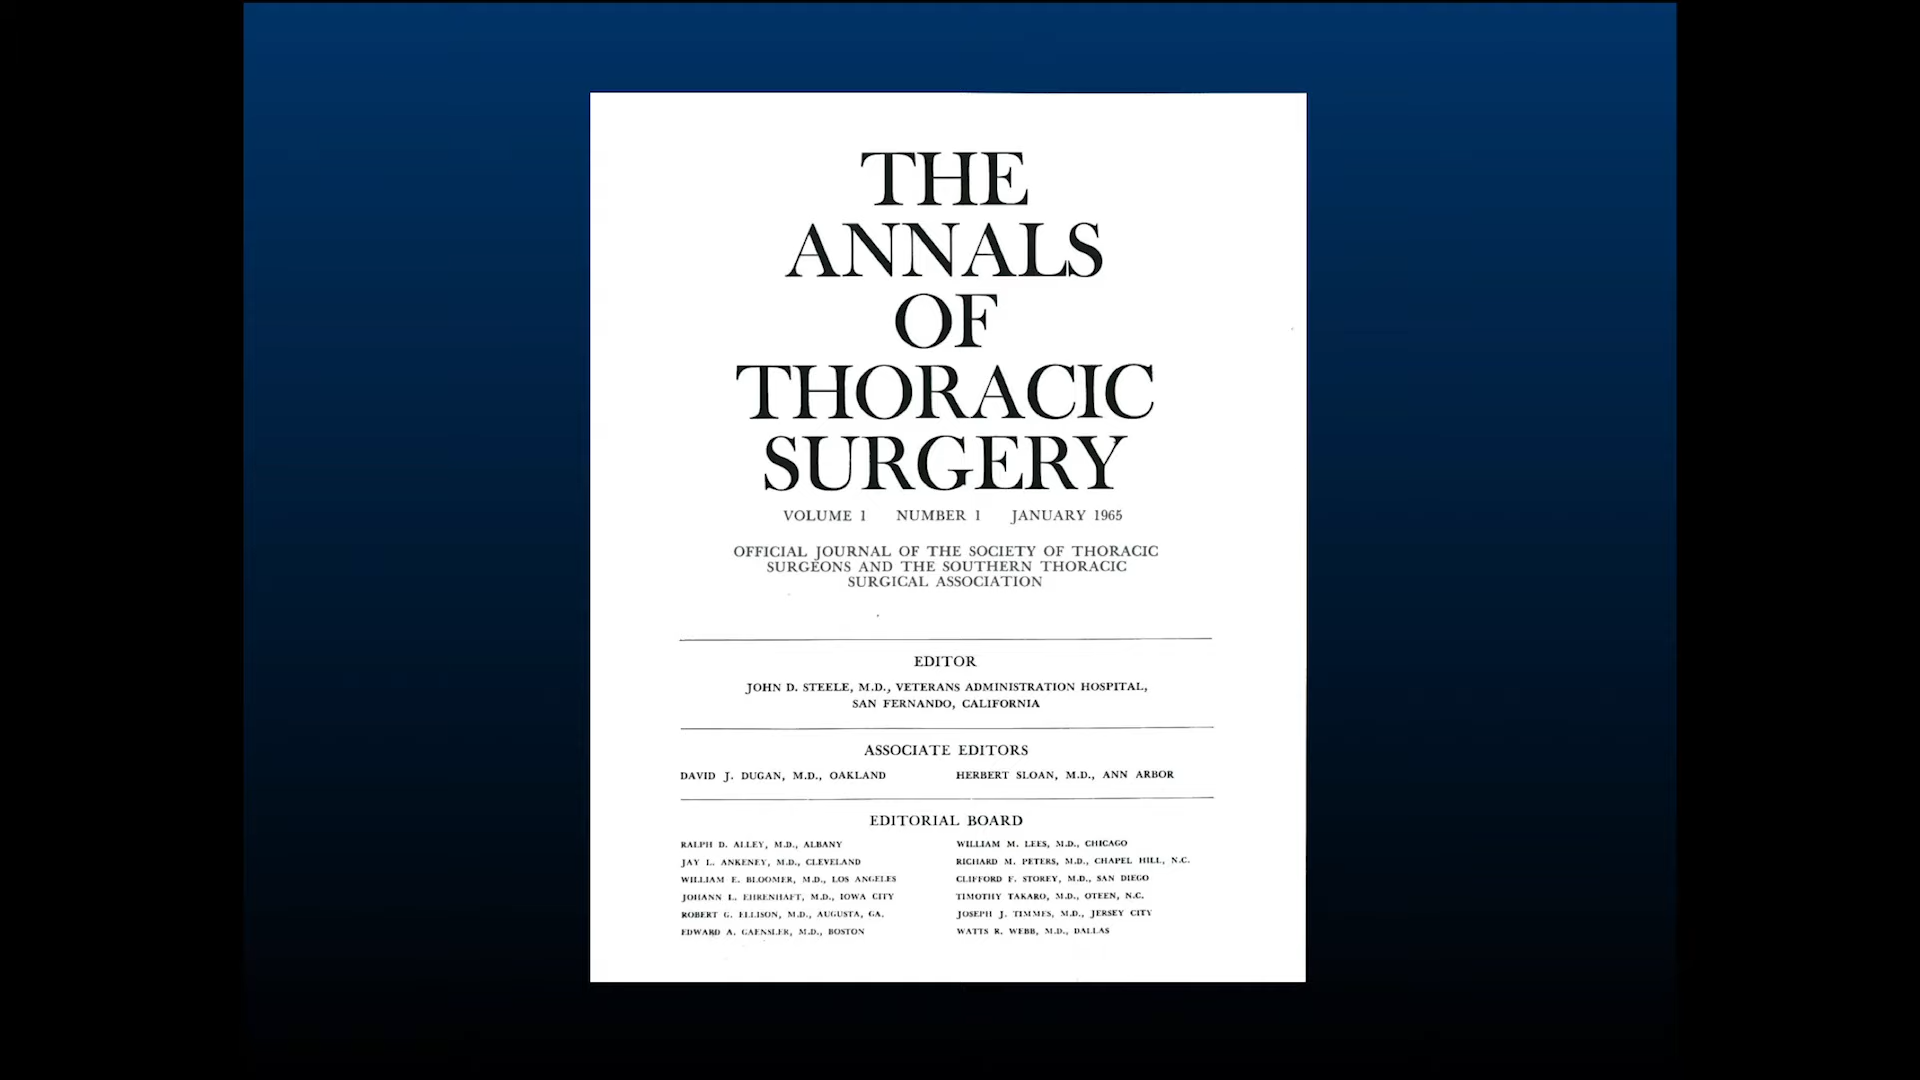 THE
ANNALS
OF
THORACIC
SURGERY
VOLUME 1 NUMBER 1 JANUARY 1965
OFFICIAL JOURNAL OF THE SOCIETY OF THORACIC
SURGEONS AND THE SOUTHERN THORACIC
SURGICAL ASSOCIATION
EDITOR
JOHN D. STEELE, M.D., VETERANS ADMINISTRATION HOSPITAL,
SAN FERNANDO, CALIFORNIA
ASSOCIATE EDITORS
DAVID J. DUGAN, M.D., OAKLAND
HERBERT SLOAN, M.D., ANN ARBOR
EDITORIAL BOARD
RALPH D. ALLEY, M.D., ALBANY
JAY L. ANKENEY, M.D., CLEVELAND
WILLIAM E. BLOOMER, M.D., LOS ANGELES
JOHANN L. EHRENHAFT, M.D., IOWA CITY
ROBERT G. ELLISON, M.D., AUGUSTA, GA.
EDWARD A. GAENSLER, M.D., BOSTON
WILLIAM M. LEES, M.D., CHICAGO
RICHARD M. PETERS, M.D., CHAPEL HILL, N.C.
CLIFFORD F. STOREY, M.D., SAN DIEGO
TIMOTHY TAKARO, M.D., OTEEN, N.C.
JOSEPH J. TIMMES, M.D., JERSEY CITY
WATTS R. WEBB, M.D., DALLAS